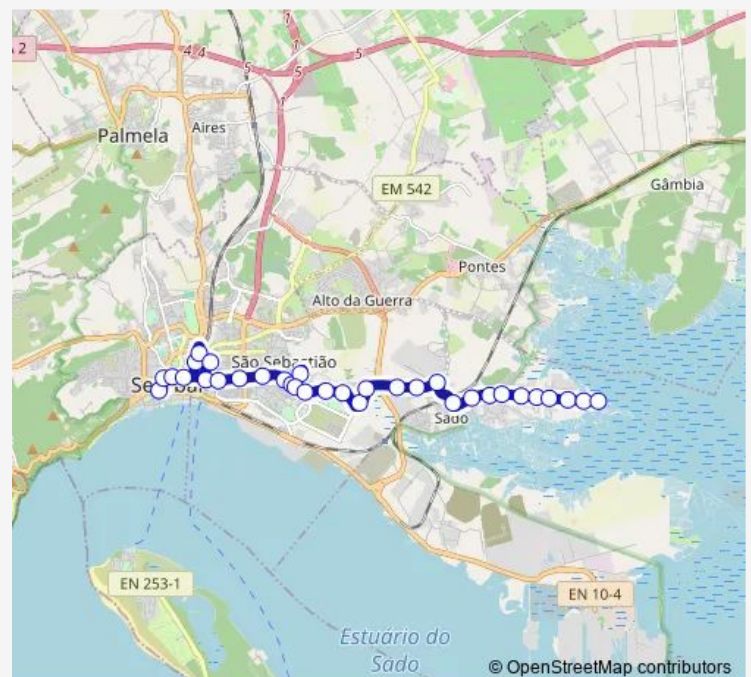 2
4 4
1
1
5
5
5
1
Palmela
Aires
EM 542
Gâmbia
Pontes
Alto da Guerra
São Sebastião
Sado
EN 253-1
EN 10-4
Estuário do
Sado
© OpenStreetMap contributors